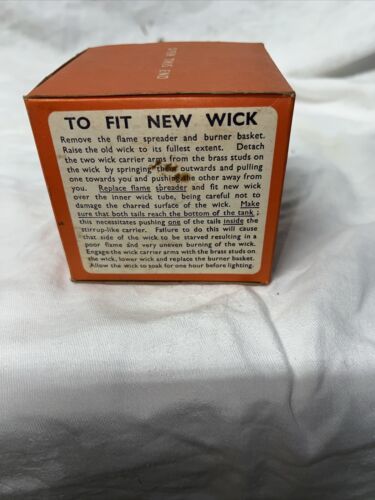 OPEN THIS END
TO FIT NEW WICK
Remove the flame spreader and burner basket.
Raise the old wick to its fullest extent. Detach
the two wick carrier arms from the brass studs on
the wick by springing outwards and pulling
one towards you and pushing the other away from
you. Replace flame spreader and fit new wick
over the inner wick tube, being careful not to
damage the charred surface of the wick. Make
sure that both tails reach the bottom of the tank ;
this necessitates pushing one of the tails inside the
stirrup-like carrier. Failure to do this will cause
that side of the wick to be starved resulting in a
poor flame and very uneven burning of the wick.
Engage the wick carrier arms with the brass studs on
the wick, lower wick and replace the burner basket.
Allow the wick to soak for one hour before lighting.